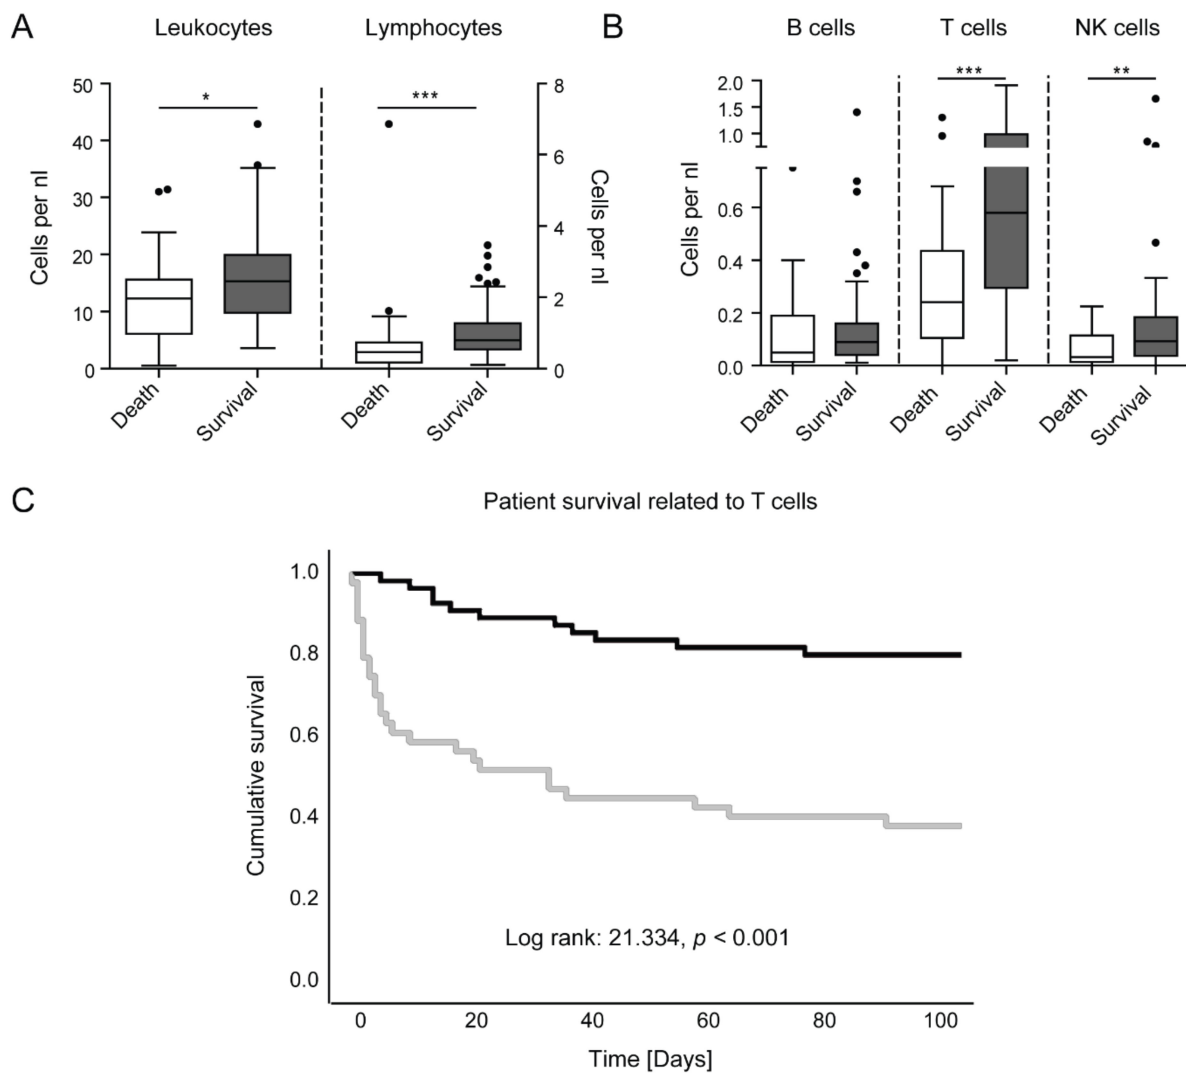 A
Leukocytes
Lymphocytes
50
40
30
20
10
0
Cells per nl
*
***
8
6
4
2
0
Cells per nl
Death
Survival
Death
Survival
B
B cells
T cells
NK cells
2.0
1.5
1.0
0.6
0.4
0.2
0.0
Cells per nl
***
**
Death
Survival
Death
Survival
Death
Survival
C
Patient survival related to T cells
1.0
0.8
0.6
0.4
0.2
0.0
Cumulative survival
Log rank: 21.334, p < 0.001
0 20 40 60 80 100
Time [Days]